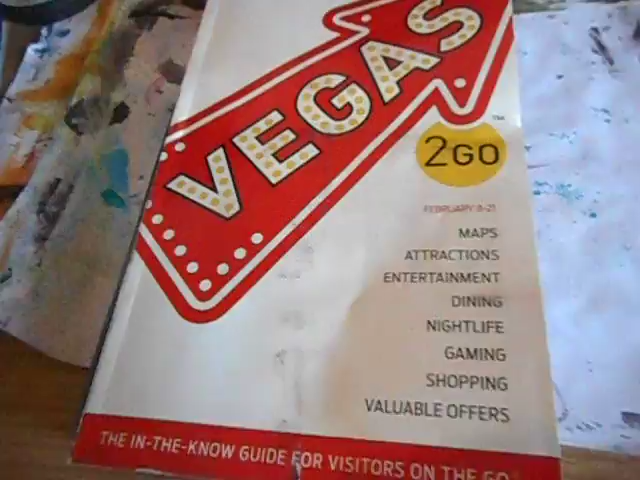 VEGAS
™
2GO
FEBRUARY 8-21
MAPS
ATTRACTIONS
ENTERTAINMENT
DINING
NIGHTLIFE
GAMING
SHOPPING
VALUABLE OFFERS
THE IN-THE-KNOW GUIDE FOR VISITORS ON THE GO